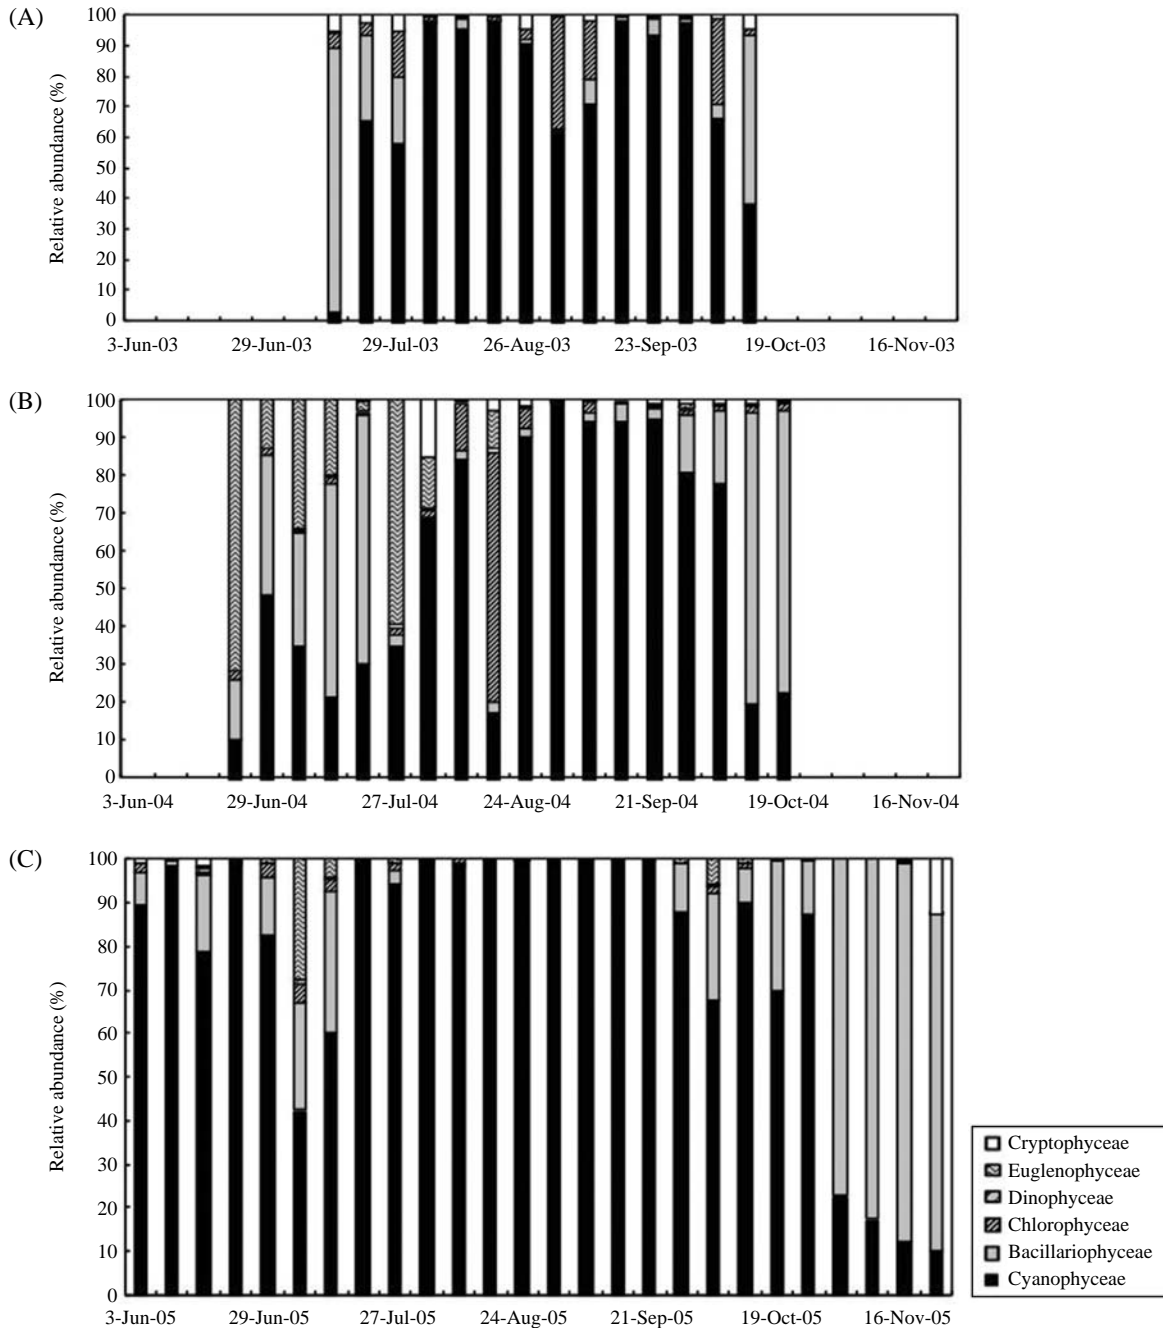 (A)
Relative abundance (%)
100
90
80
70
60
50
40
30
20
10
0
3-Jun-03 29-Jun-03 29-Jul-03 26-Aug-03 23-Sep-03 19-Oct-03 16-Nov-03
(B)
Relative abundance (%)
100
90
80
70
60
50
40
30
20
10
0
3-Jun-04 29-Jun-04 27-Jul-04 24-Aug-04 21-Sep-04 19-Oct-04 16-Nov-04
(C)
Relative abundance (%)
100
90
80
70
60
50
40
30
20
10
0
3-Jun-05 29-Jun-05 27-Jul-05 24-Aug-05 21-Sep-05 19-Oct-05 16-Nov-05
Cryptophyceae
Euglenophyceae
Dinophyceae
Chlorophyceae
Bacillariophyceae
Cyanophyceae